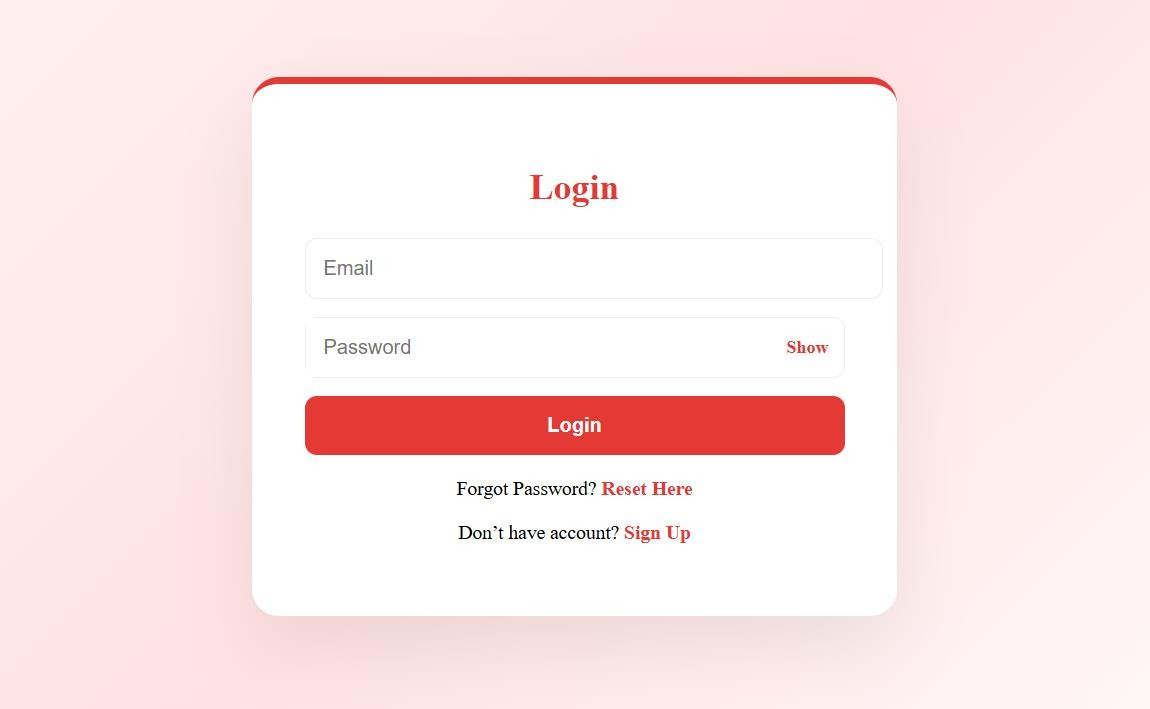 Login
Email
Password Show
Login
Forgot Password? Reset Here
Don’t have account? Sign Up